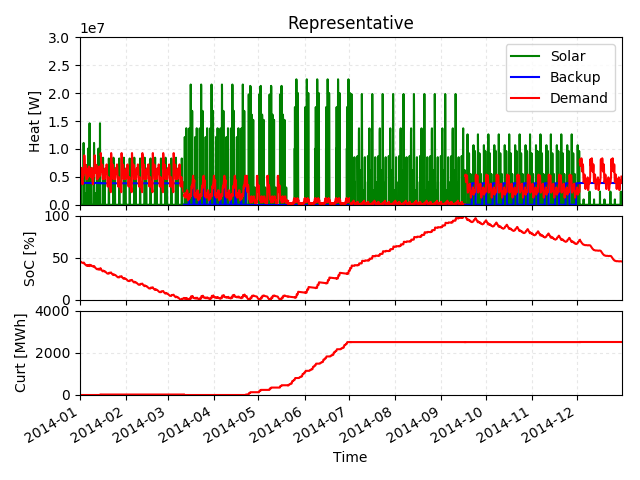 Representative
1e7
3.0
2.5
2.0
1.5
1.0
0.5
0.0
Heat [W]
Solar
Backup
Demand
100
50
0
SoC [%]
4000
2000
0
Curt [MWh]
2014-01
2014-02
2014-03
2014-04
2014-05
2014-06
2014-07
2014-08
2014-09
2014-10
2014-11
2014-12
Time